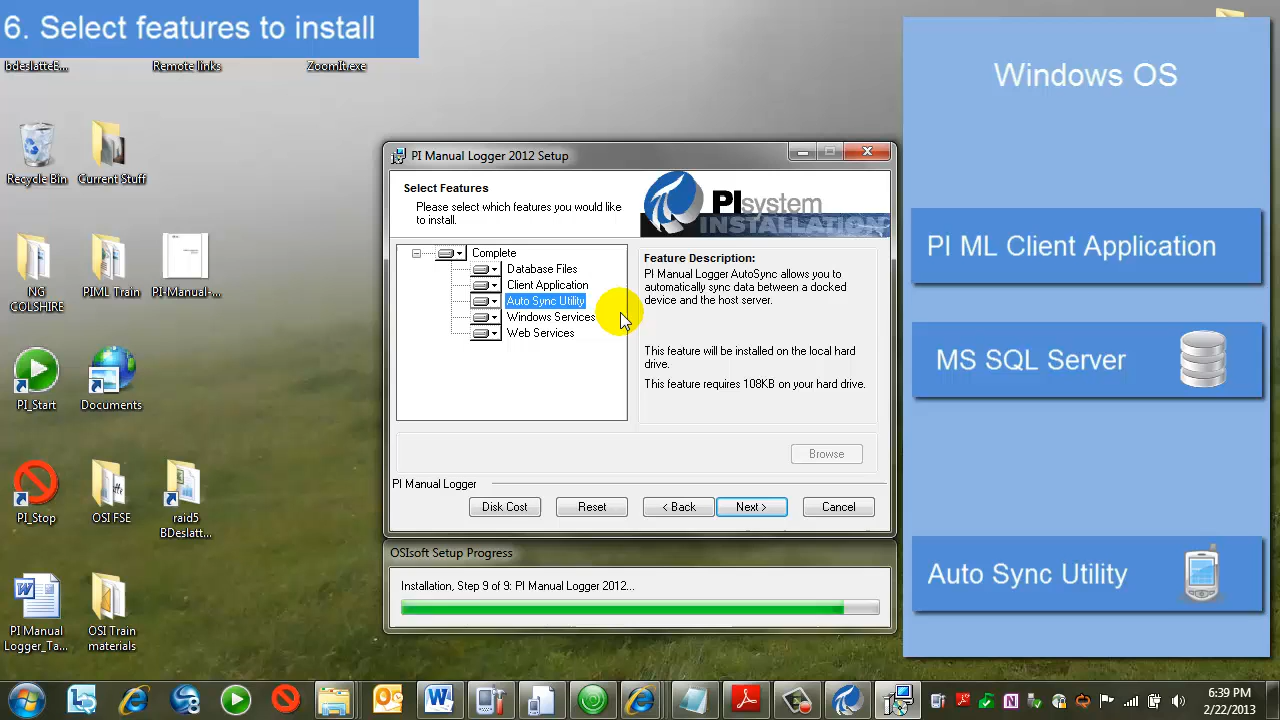 6. Select features to install
bdeslatteE...
Remote links
ZoomIt.exe
Windows OS
Recycle Bin
Current Stuff
PI Manual Logger 2012 Setup
Select Features
Please select which features you would like
to install.
PIsystem
INSTALLATION
PI ML Client Application
Complete
Database Files
Client Application
Auto Sync Utility
Windows Services
Web Services
Feature Description:
PI Manual Logger AutoSync allows you to
automatically sync data between a docked
device and the host server.
This feature will be installed on the local hard
drive.
This feature requires 108KB on your hard drive.
NG
COLSHIRE
PIML Train
PI-Manual-...
MS SQL Server
PI_Start
Documents
Browse
PI Manual Logger
Disk Cost
Reset
< Back
Next >
Cancel
PI_Stop
OSI FSE
raid5
BDeslatt...
OSIsoft Setup Progress
Installation, Step 9 of 9: PI Manual Logger 2012...
Auto Sync Utility
PI Manual
Logger_Ta...
OSI Train
materials
6:39 PM
2/22/2013